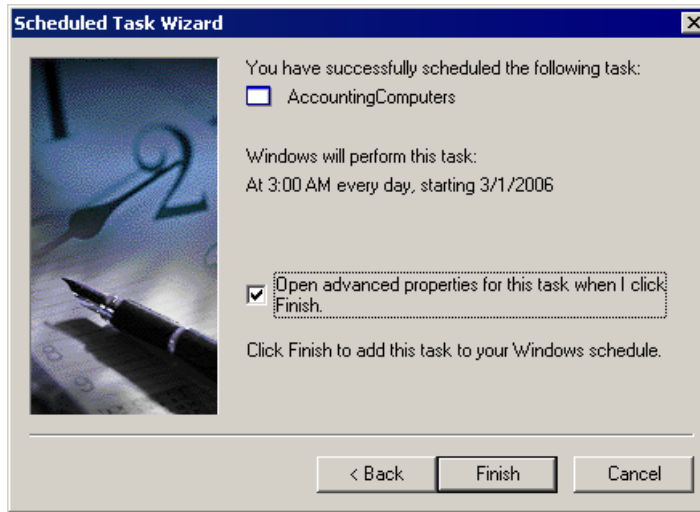 Scheduled Task Wizard
You have successfully scheduled the following task:
AccountingComputers
Windows will perform this task:
At 3:00 AM every day, starting 3/1/2006
Open advanced properties for this task when I click
Finish.
Click Finish to add this task to your Windows schedule.
< Back
Finish
Cancel